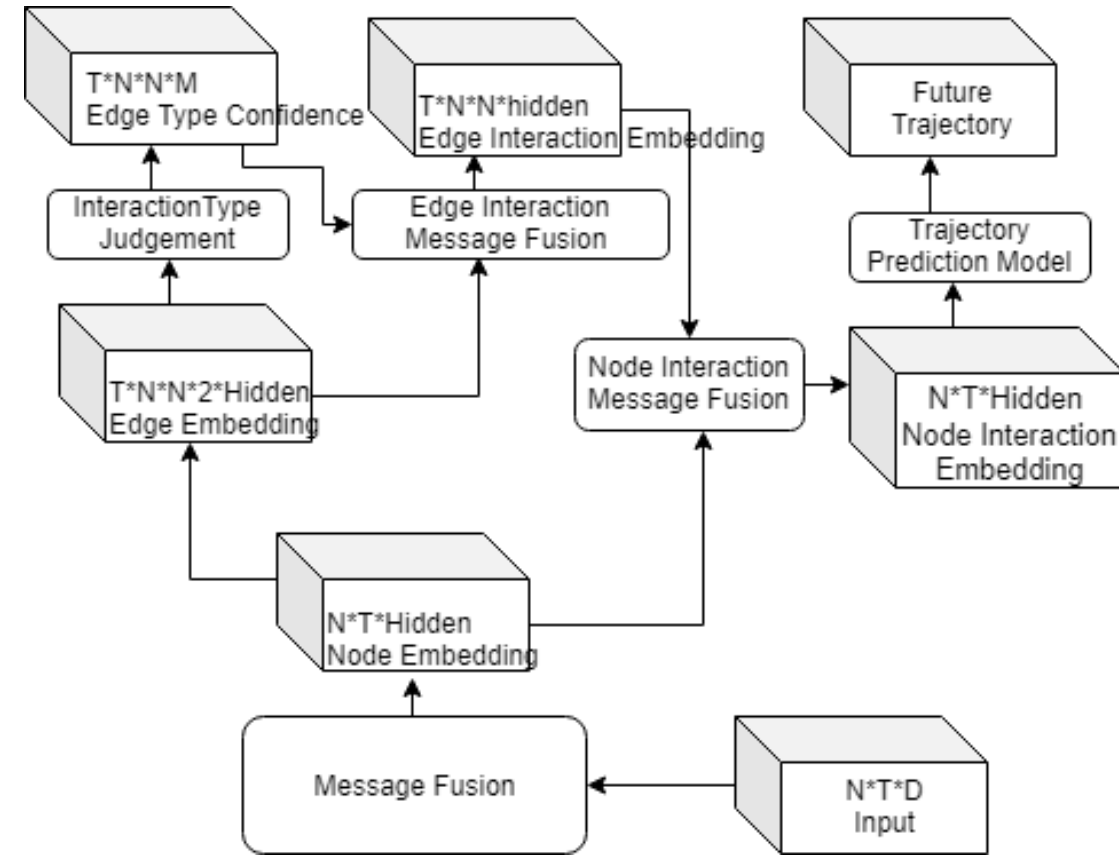 T*N*N*M
Edge Type Confidence
T*N*N*hidden
Edge Interaction Embedding
Future
Trajectory
InteractionType
Judgement
Edge Interaction
Message Fusion
Trajectory
Prediction Model
T*N*N*2*Hidden
Edge Embedding
Node Interaction
Message Fusion
N*T*Hidden
Node Interaction
Embedding
N*T*Hidden
Node Embedding
Message Fusion
N*T*D
Input